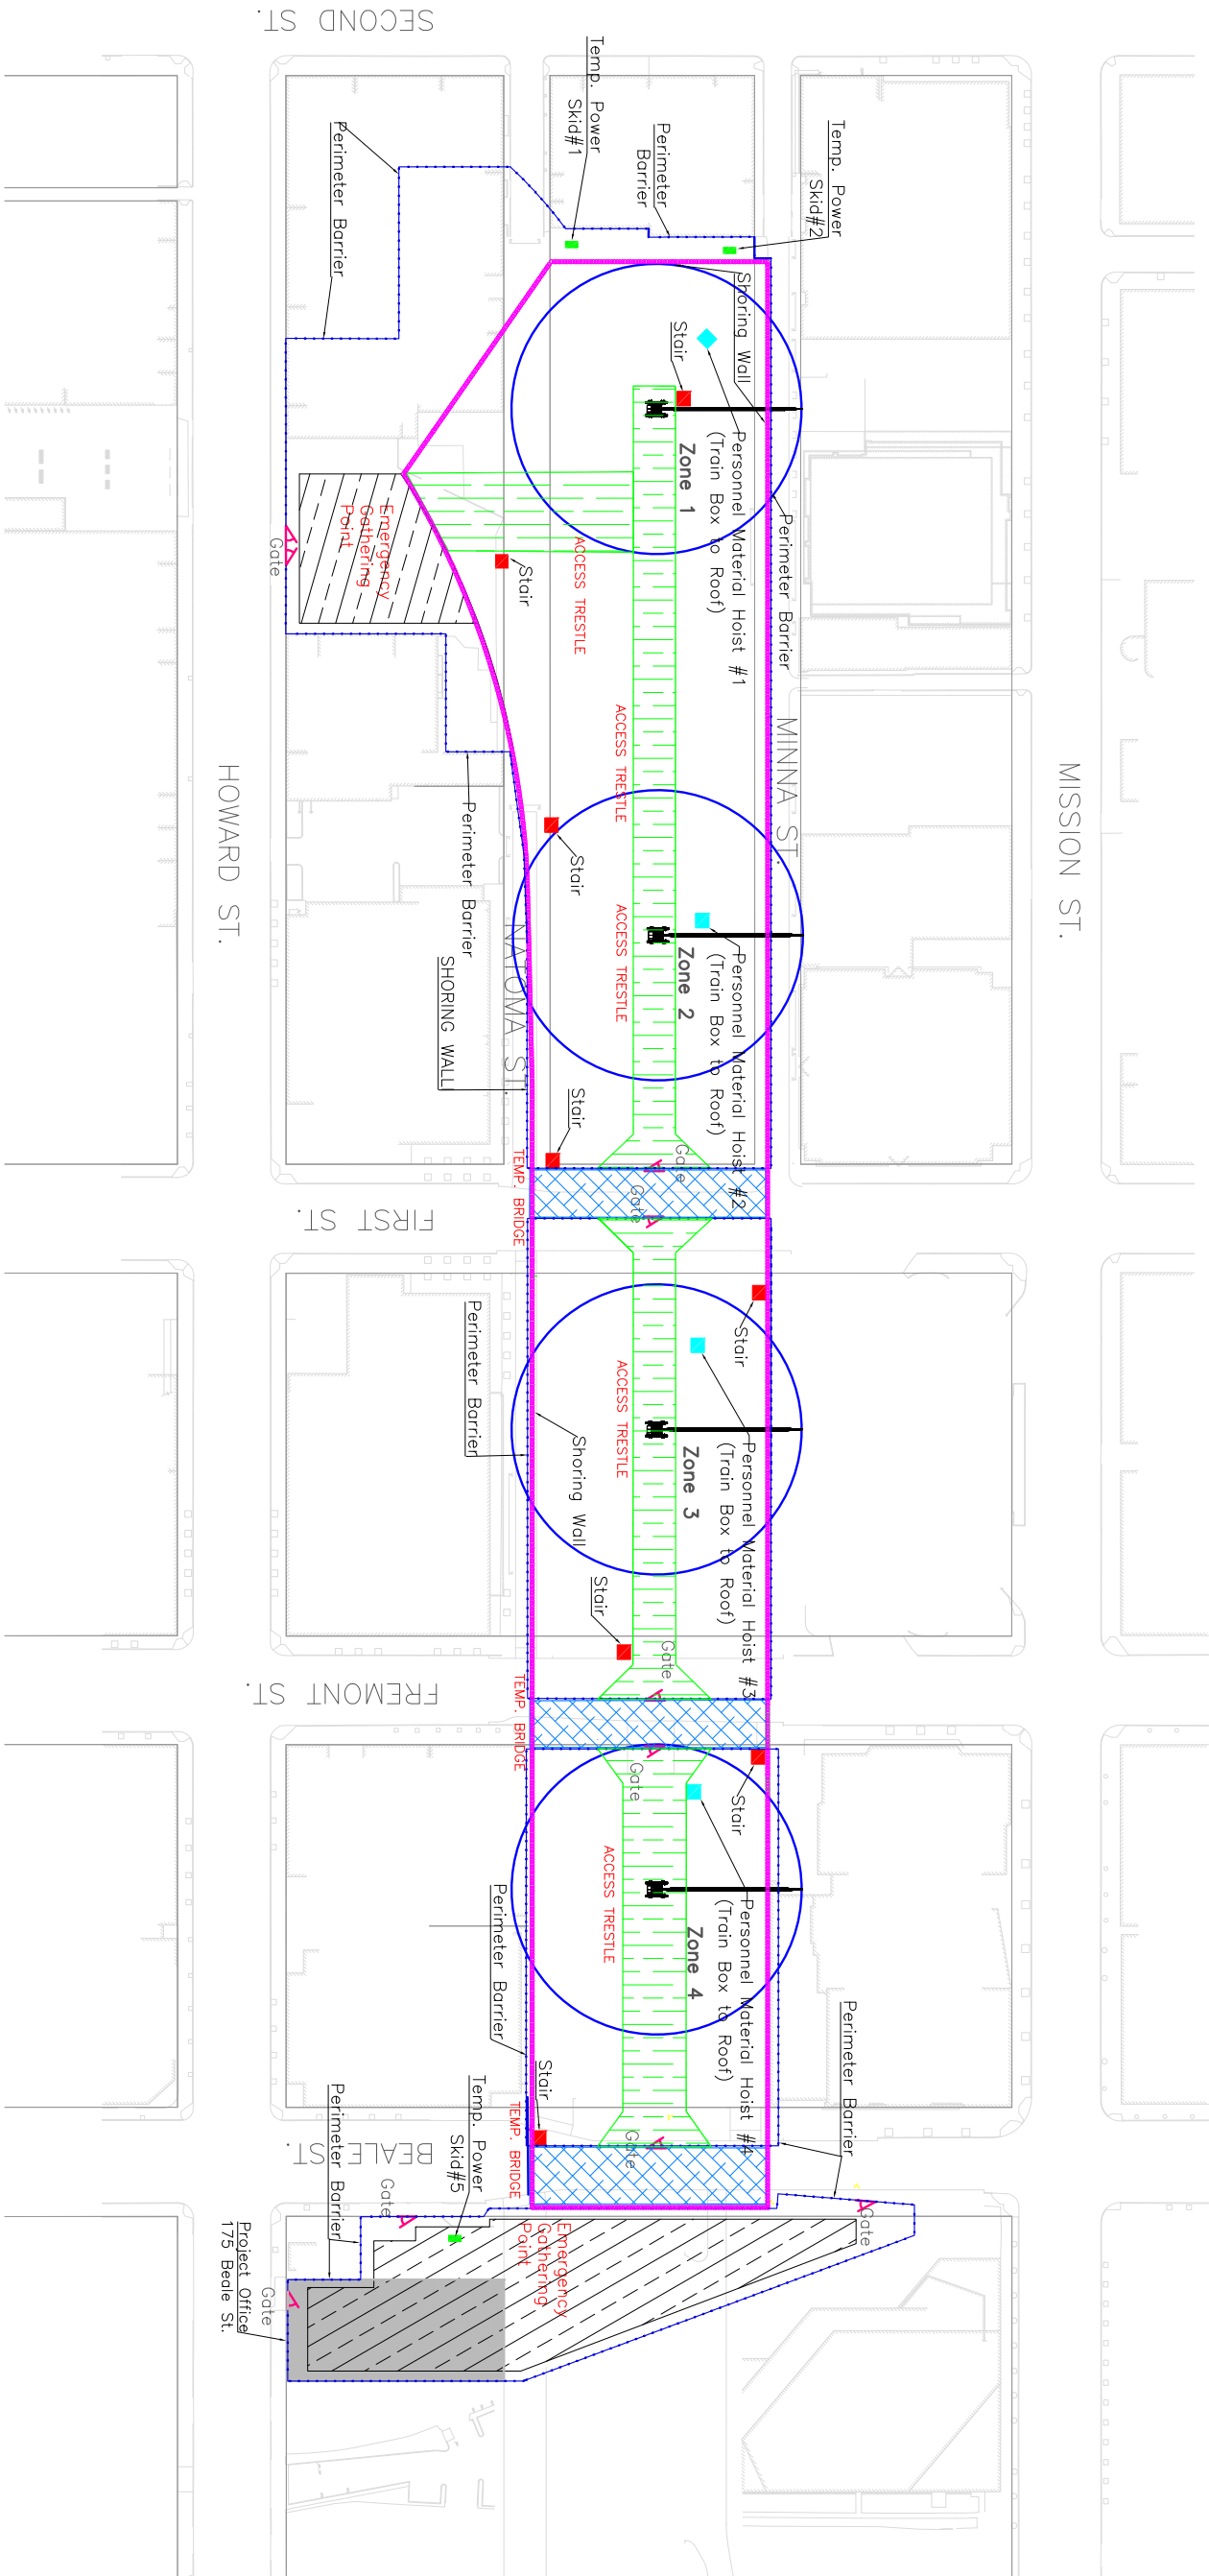 SECOND ST.
Temp. Power
Skid#1
Perimeter
Barrier
Temp. Power
Skid#2
Perimeter Barrier
Shoring Wall
Stair
Personnel Material Hoist #1
(Train Box to Roof)
Zone 1
Perimeter Barrier
Emergency
Gathering
Point
Gate
Stair
ACCESS TRESTLE
ACCESS TRESTLE
MINNA ST.
MISSION ST.
HOWARD ST.
Perimeter Barrier
Stair
ACCESS TRESTLE
Zone 2
Personnel Material Hoist #2
(Train Box to Roof)
NATOMA ST.
SHORING WALL
Stair
Gate
TEMP. BRIDGE
Gate
FIRST ST.
Perimeter Barrier
Stair
ACCESS TRESTLE
Shoring Wall
Zone 3
Personnel Material Hoist #3
(Train Box to Roof)
Stair
Gate
TEMP. BRIDGE
FREMONT ST.
Gate
Stair
ACCESS TRESTLE
Perimeter Barrier
Zone 4
Personnel Material Hoist #4
(Train Box to Roof)
Perimeter Barrier
Stair
Temp. Power
Skid#5
Perimeter Barrier
TEMP. BRIDGE
Gate
BEALE ST.
Gate
Gate
Emergency
Gathering
Point
Project Office
175 Beale St.
Gate